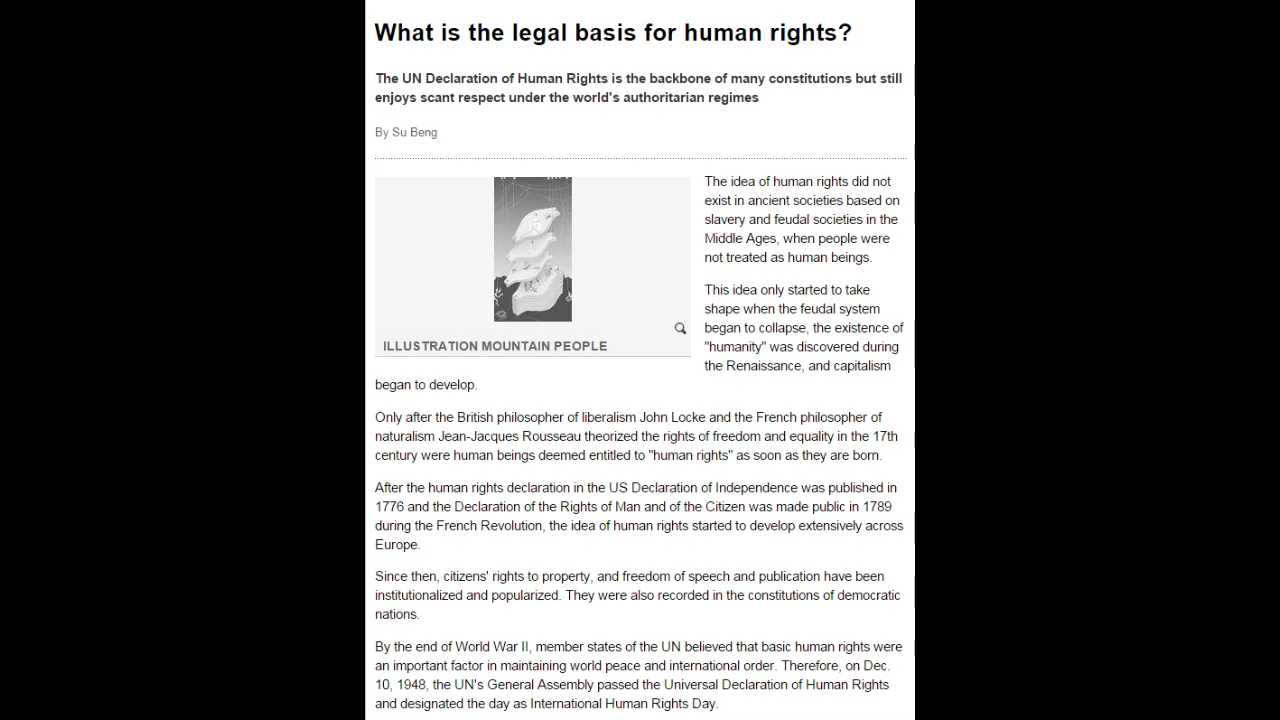 What is the legal basis for human rights?
The UN Declaration of Human Rights is the backbone of many constitutions but still
enjoys scant respect under the world's authoritarian regimes
By Su Beng
ILLUSTRATION MOUNTAIN PEOPLE
The idea of human rights did not
exist in ancient societies based on
slavery and feudal societies in the
Middle Ages, when people were
not treated as human beings.
This idea only started to take
shape when the feudal system
began to collapse, the existence of
"humanity" was discovered during
the Renaissance, and capitalism
began to develop.
Only after the British philosopher of liberalism John Locke and the French philosopher of
naturalism Jean-Jacques Rousseau theorized the rights of freedom and equality in the 17th
century were human beings deemed entitled to "human rights" as soon as they are born.
After the human rights declaration in the US Declaration of Independence was published in
1776 and the Declaration of the Rights of Man and of the Citizen was made public in 1789
during the French Revolution, the idea of human rights started to develop extensively across
Europe.
Since then, citizens' rights to property, and freedom of speech and publication have been
institutionalized and popularized. They were also recorded in the constitutions of democratic
nations.
By the end of World War II, member states of the UN believed that basic human rights were
an important factor in maintaining world peace and international order. Therefore, on Dec.
10, 1948, the UN's General Assembly passed the Universal Declaration of Human Rights
and designated the day as International Human Rights Day.